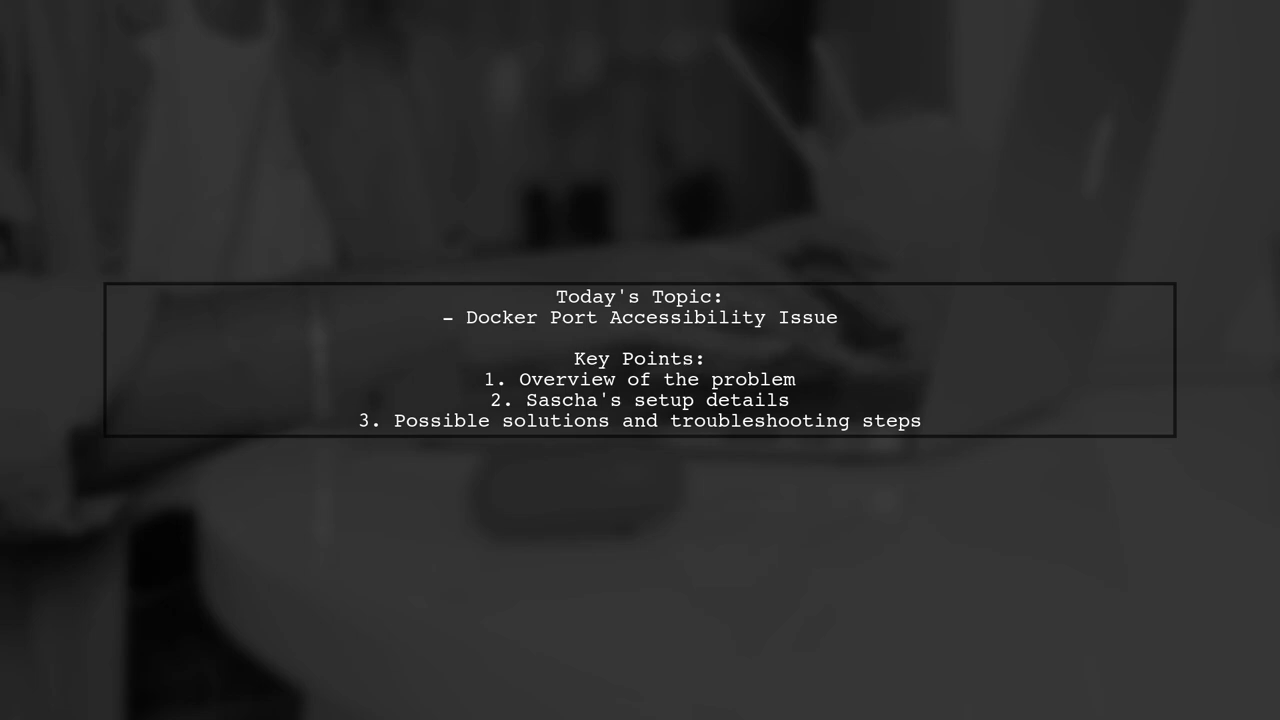 Today's Topic:
– Docker Port Accessibility Issue
Key Points:
1. Overview of the problem
2. Sascha's setup details
3. Possible solutions and troubleshooting steps